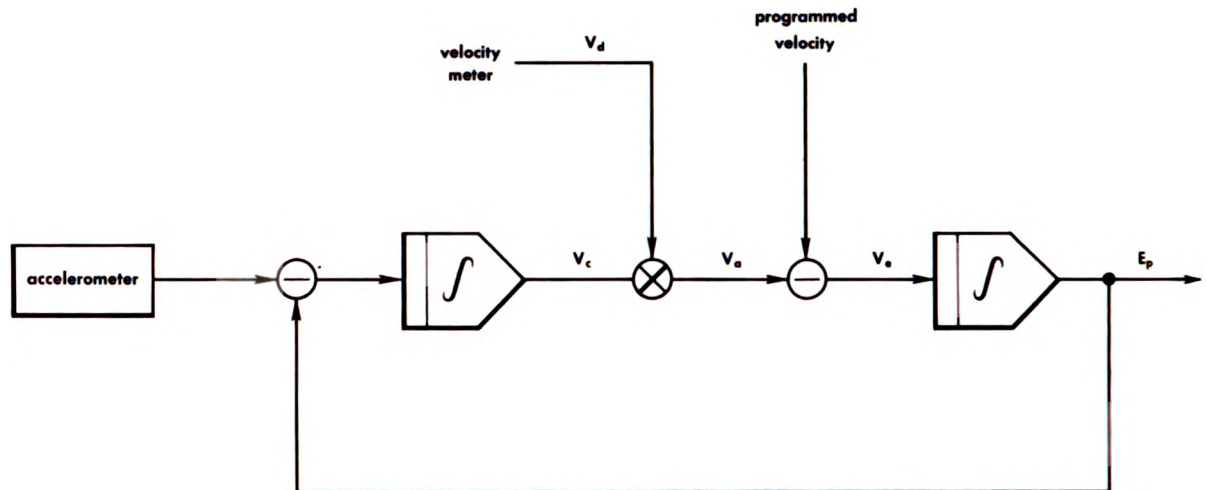 programmed
velocity
velocity
meter
V_d
accelerometer
−
∫
V_c
V_a
−
V_e
∫
E_p